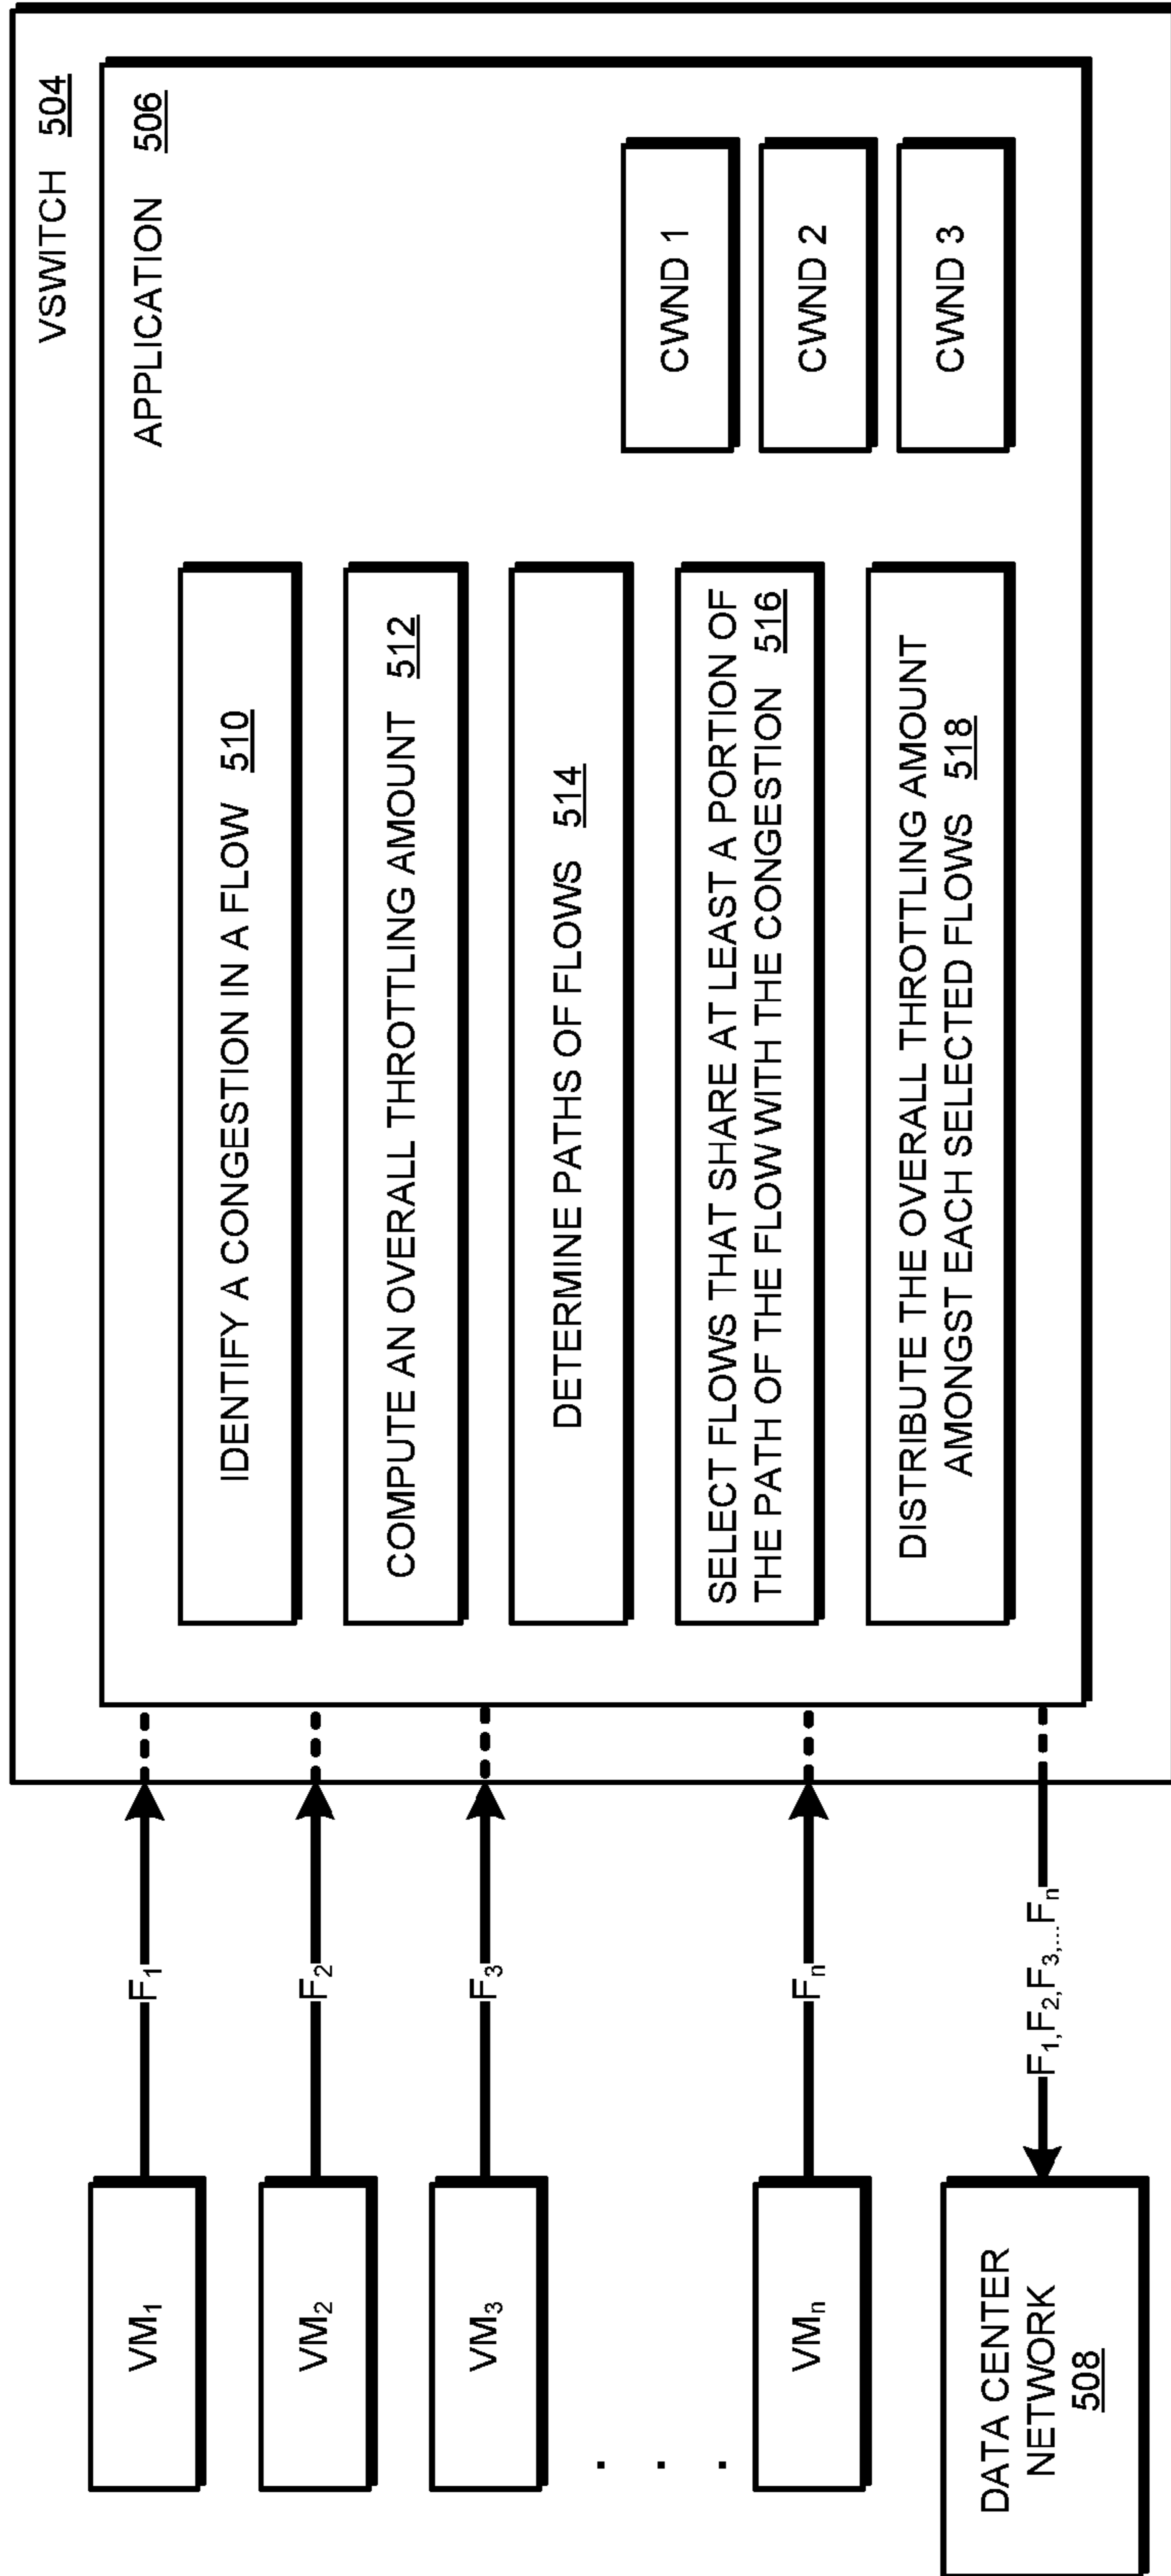 VSWITCH 504
APPLICATION 506
IDENTIFY A CONGESTION IN A FLOW 510
COMPUTE AN OVERALL THROTTLING AMOUNT 512
DETERMINE PATHS OF FLOWS 514
SELECT FLOWS THAT SHARE AT LEAST A PORTION OF
THE PATH OF THE FLOW WITH THE CONGESTION 516
DISTRIBUTE THE OVERALL THROTTLING AMOUNT
AMONGST EACH SELECTED FLOWS 518
CWND 1
CWND 2
CWND 3
F₁
F₂
F₃
Fₙ
F₁,F₂,F₃,...Fₙ
VM₁
VM₂
VM₃
. . .
VMₙ
DATA CENTER
NETWORK
508